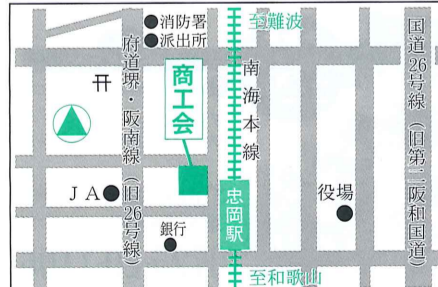 ●消防署
●派出所
至難波
国道26号線（旧第二阪和国道）
府道堺・阪南線（旧26号線）
南海本線
商工会
JA●
忠岡駅
役場
銀行
至和歌山